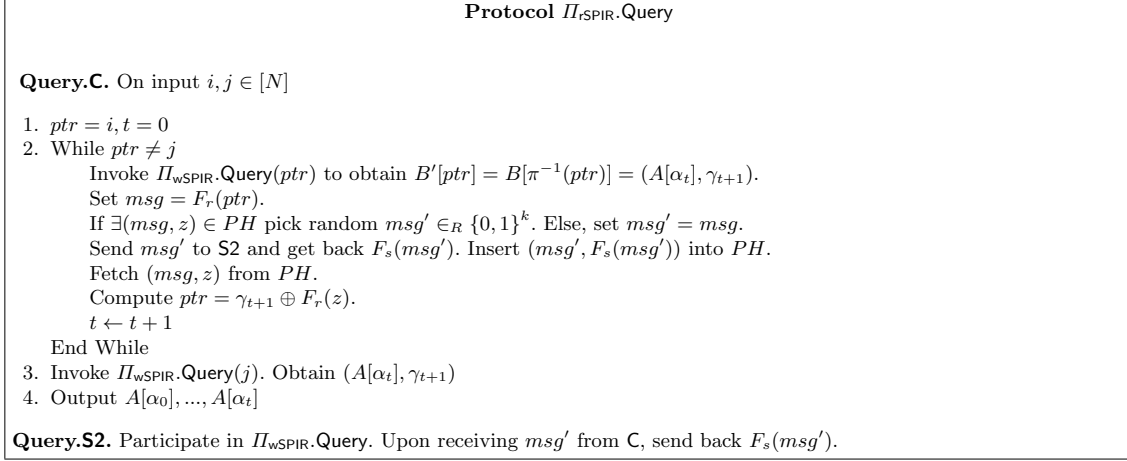 Protocol Π_rSPIR.Query
Query.C. On input i, j ∈ [N]
1. ptr = i, t = 0
2. While ptr ≠ j
Invoke Π_wSPIR.Query(ptr) to obtain B′[ptr] = B[π⁻¹(ptr)] = (A[α_t], γ_{t+1}).
Set msg = F_r(ptr).
If ∃(msg, z) ∈ PH pick random msg′ ∈_R {0, 1}^k. Else, set msg′ = msg.
Send msg′ to S2 and get back F_s(msg′). Insert (msg′, F_s(msg′)) into PH.
Fetch (msg, z) from PH.
Compute ptr = γ_{t+1} ⊕ F_r(z).
t ← t + 1
End While
3. Invoke Π_wSPIR.Query(j). Obtain (A[α_t], γ_{t+1})
4. Output A[α_0], ..., A[α_t]
Query.S2. Participate in Π_wSPIR.Query. Upon receiving msg′ from C, send back F_s(msg′).